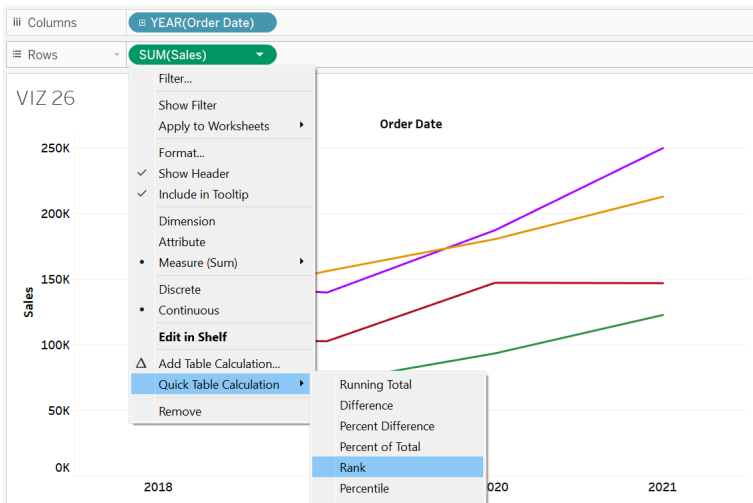 Columns
YEAR(Order Date)
Rows
SUM(Sales)
VIZ 26
Order Date
250K
200K
150K
100K
50K
0K
Sales
2018
020
2021
Filter...
Show Filter
Apply to Worksheets
Format...
Show Header
Include in Tooltip
Dimension
Attribute
Measure (Sum)
Discrete
Continuous
Edit in Shelf
Add Table Calculation...
Quick Table Calculation
Remove
Running Total
Difference
Percent Difference
Percent of Total
Rank
Percentile